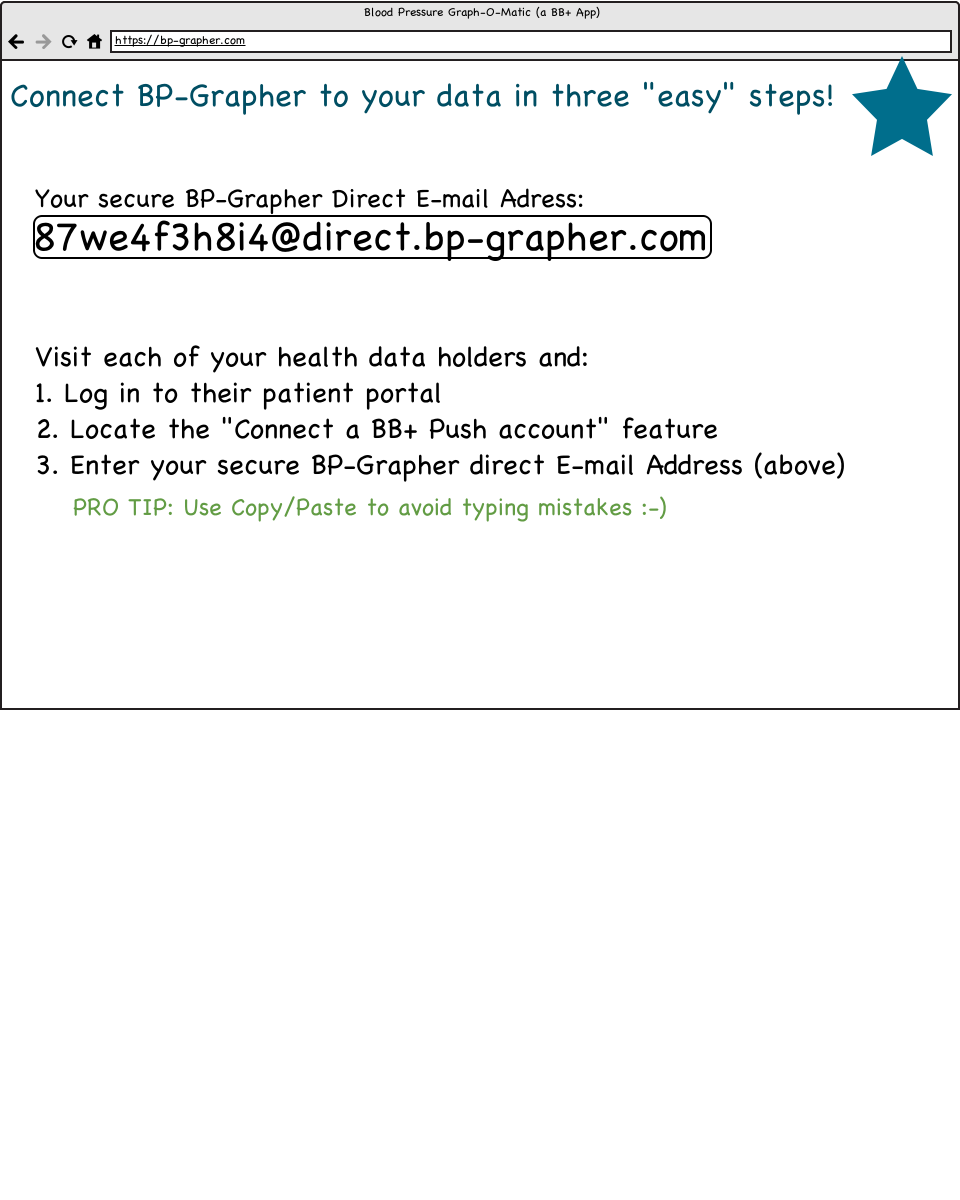 Blood Pressure Graph-O-Matic (a BB+ App)
https://bp-grapher.com
Connect BP-Grapher to your data in three "easy" steps!
Your secure BP-Grapher Direct E-mail Adress:
87we4f3h8i4@direct.bp-grapher.com
Visit each of your health data holders and:
1. Log in to their patient portal
2. Locate the "Connect a BB+ Push account" feature
3. Enter your secure BP-Grapher direct E-mail Address (above)
PRO TIP: Use Copy/Paste to avoid typing mistakes :-)